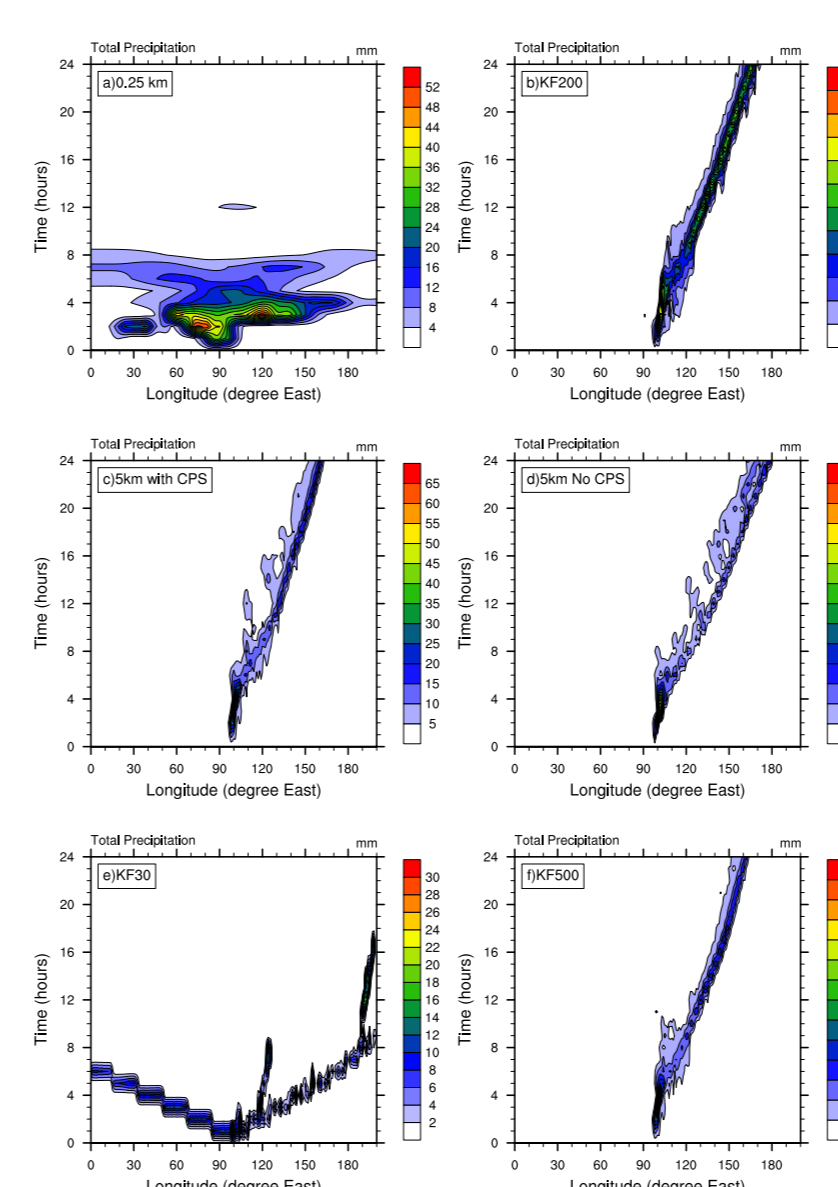 Total Precipitation mm
a)0.25 km
24
20
16
12
8
4
0
Time (hours)
0 30 60 90 120 150 180
Longitude (degree East)
52
48
44
40
36
32
28
24
20
16
12
8
4
Total Precipitation mm
b)KF200
24
20
16
12
8
4
0
Time (hours)
0 30 60 90 120 150 180
Longitude (degree East)
Total Precipitation mm
c)5km with CPS
24
20
16
12
8
4
0
Time (hours)
0 30 60 90 120 150 180
Longitude (degree East)
65
60
55
50
45
40
35
30
25
20
15
10
5
Total Precipitation mm
d)5km No CPS
24
20
16
12
8
4
0
Time (hours)
0 30 60 90 120 150 180
Longitude (degree East)
Total Precipitation mm
e)KF30
24
20
16
12
8
4
0
Time (hours)
0 30 60 90 120 150 180
Longitude (degree East)
30
28
26
24
22
20
18
16
14
12
10
8
6
4
2
Total Precipitation mm
f)KF500
24
20
16
12
8
4
0
Time (hours)
0 30 60 90 120 150 180
Longitude (degree East)